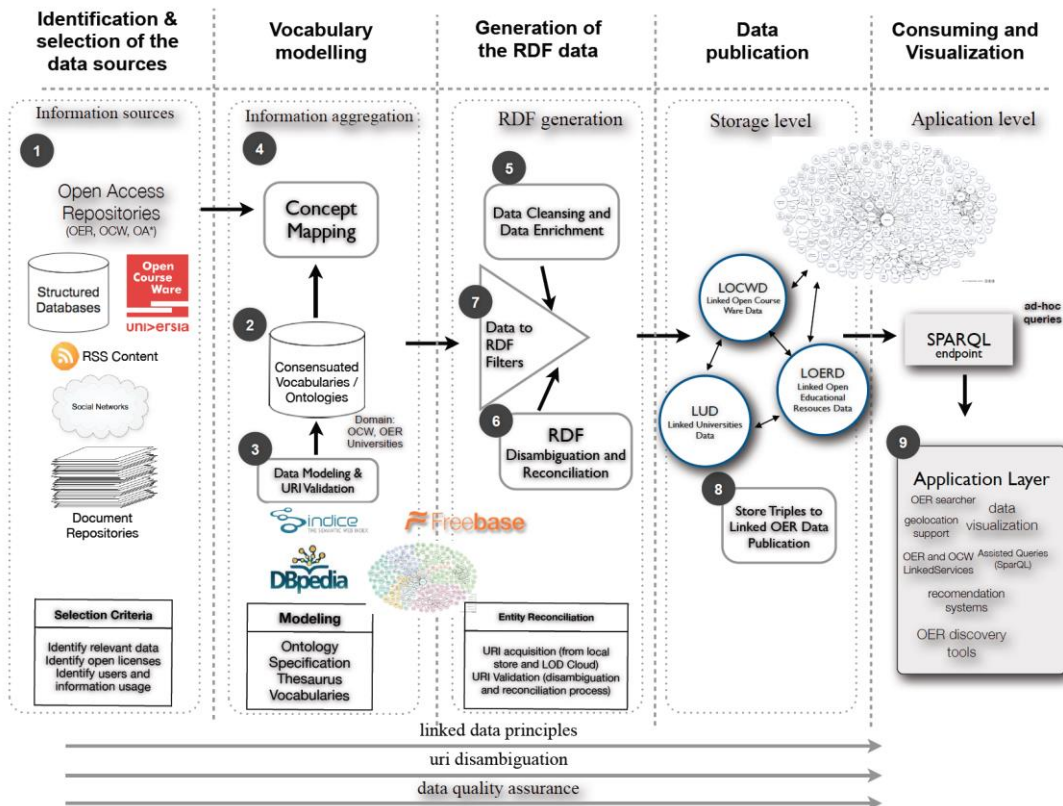 Identification &
selection of the
data sources
Vocabulary
modelling
Generation of
the RDF data
Data
publication
Consuming and
Visualization
Information sources
1
Open Access
Repositories
(OER, OCW, OA*)
Structured
Databases
Open
Course
Ware
uni>ersia
RSS Content
Social Networks
Document
Repositories
Selection Criteria
Identify relevant data
Identify open licenses
Identify users and
information usage
Information aggregation
4
Concept
Mapping
2
Consensuated
Vocabularies /
Ontologies
Domain:
OCW, OER
Universities
3
Data Modeling &
URI Validation
indice
THE SEMANTIC WEB INDEX
Freebase
DBpedia
Modeling
Ontology
Specification
Thesaurus
Vocabularies
RDF generation
5
Data Cleansing and
Data Enrichment
7
Data to
RDF
Filters
6
RDF
Disambiguation and
Reconciliation
Entity Reconciliation
URI acquisition (from local
store and LOD Cloud)
URI Validation (disambiguation
and reconciliation process)
Storage level
LOCWD
Linked Open Course
Ware Data
LOERD
Linked Open
Educational
Resouces Data
LUD
Linked Universities
Data
8
Store Triples to
Linked OER Data
Publication
Aplication level
ad-hoc
queries
SPARQL
endpoint
9
Application Layer
OER searcher
data
visualization
geolocation
support
OER and OCW
LinkedServices
Assisted Queries
(SparQL)
recomendation
systems
OER discovery
tools
linked data principles
uri disambiguation
data quality assurance